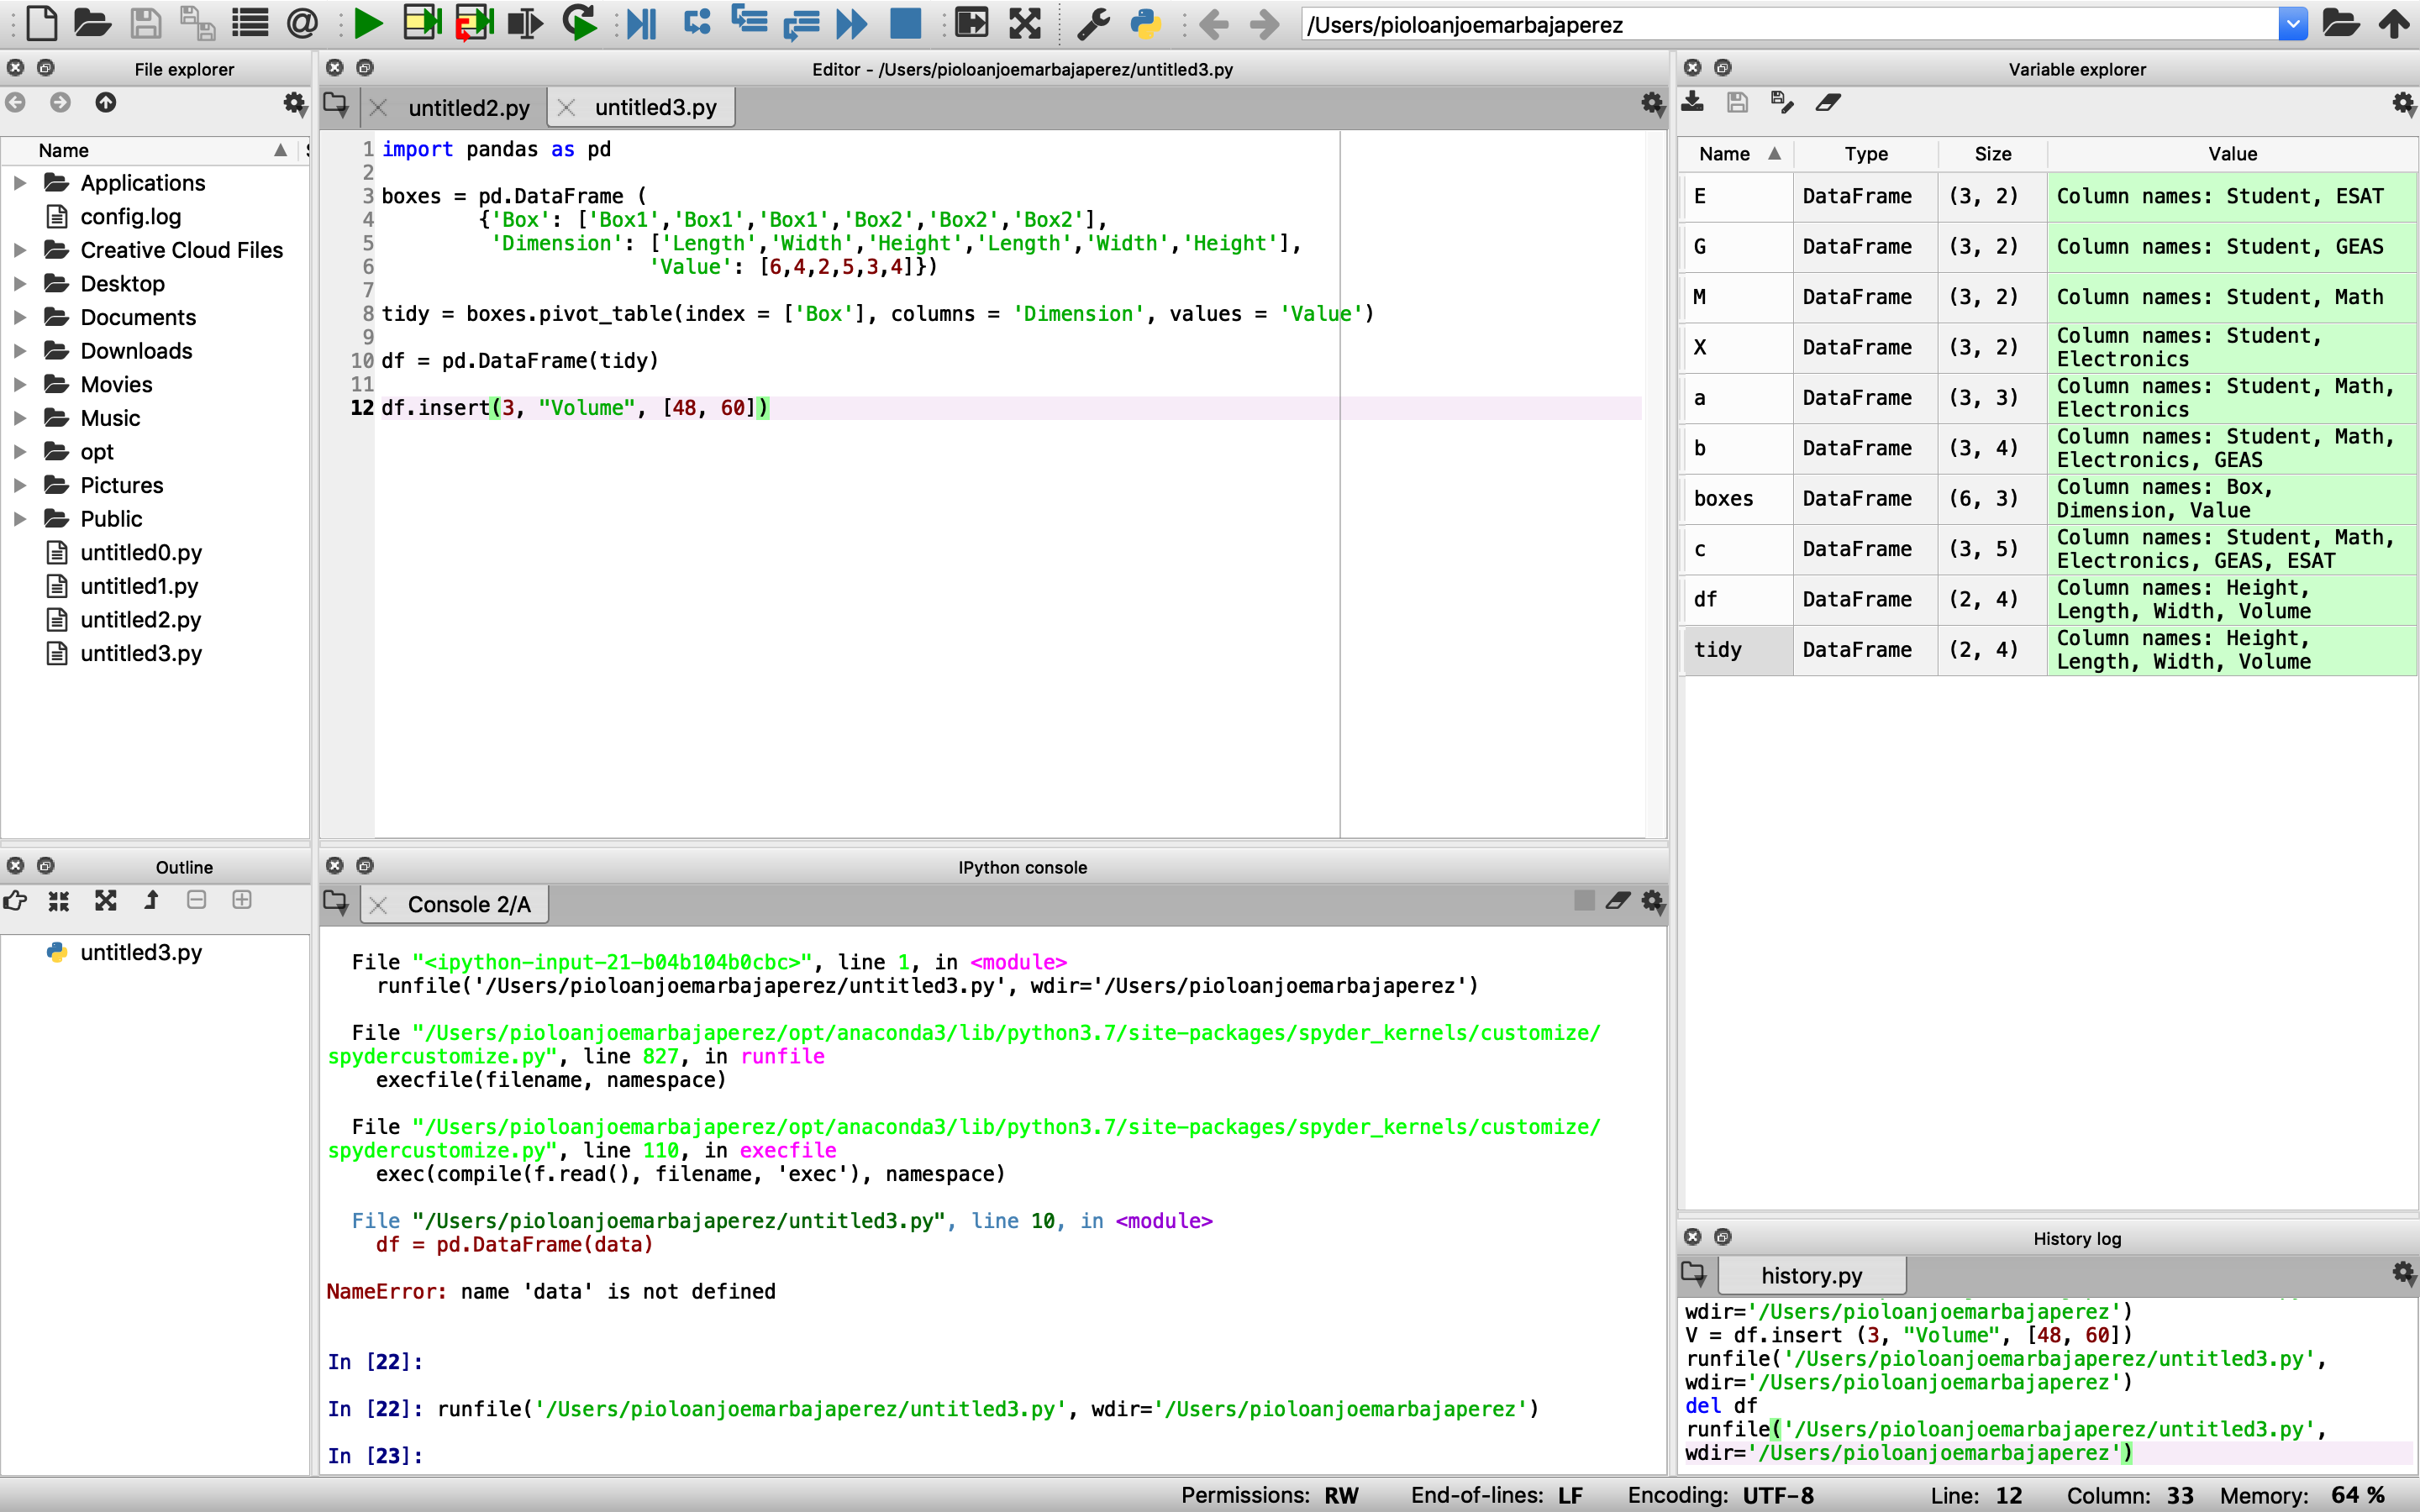 /Users/pioloanjoemarbajaperez
File explorer
Name
Applications
config.log
Creative Cloud Files
Desktop
Documents
Downloads
Movies
Music
opt
Pictures
Public
untitled0.py
untitled1.py
untitled2.py
untitled3.py
Outline
untitled3.py
Editor - /Users/pioloanjoemarbajaperez/untitled3.py
untitled2.py
untitled3.py
1 import pandas as pd
2
3 boxes = pd.DataFrame (
4 {'Box': ['Box1','Box1','Box1','Box2','Box2','Box2'],
5 'Dimension': ['Length','Width','Height','Length','Width','Height'],
6 'Value': [6,4,2,5,3,4]})
7
8 tidy = boxes.pivot_table(index = ['Box'], columns = 'Dimension', values = 'Value')
9
10 df = pd.DataFrame(tidy)
11
12 df.insert(3, "Volume", [48, 60])
IPython console
Console 2/A
File "<ipython-input-21-b04b104b0cbc>", line 1, in <module>
runfile('/Users/pioloanjoemarbajaperez/untitled3.py', wdir='/Users/pioloanjoemarbajaperez')
File "/Users/pioloanjoemarbajaperez/opt/anaconda3/lib/python3.7/site-packages/spyder_kernels/customize/
spydercustomize.py", line 827, in runfile
execfile(filename, namespace)
File "/Users/pioloanjoemarbajaperez/opt/anaconda3/lib/python3.7/site-packages/spyder_kernels/customize/
spydercustomize.py", line 110, in execfile
exec(compile(f.read(), filename, 'exec'), namespace)
File "/Users/pioloanjoemarbajaperez/untitled3.py", line 10, in <module>
df = pd.DataFrame(data)
NameError: name 'data' is not defined
In [22]:
In [22]: runfile('/Users/pioloanjoemarbajaperez/untitled3.py', wdir='/Users/pioloanjoemarbajaperez')
In [23]:
Variable explorer
Name Type Size Value
E DataFrame (3, 2) Column names: Student, ESAT
G DataFrame (3, 2) Column names: Student, GEAS
M DataFrame (3, 2) Column names: Student, Math
X DataFrame (3, 2) Column names: Student,
Electronics
a DataFrame (3, 3) Column names: Student, Math,
Electronics
b DataFrame (3, 4) Column names: Student, Math,
Electronics, GEAS
boxes DataFrame (6, 3) Column names: Box,
Dimension, Value
c DataFrame (3, 5) Column names: Student, Math,
Electronics, GEAS, ESAT
df DataFrame (2, 4) Column names: Height,
Length, Width, Volume
tidy DataFrame (2, 4) Column names: Height,
Length, Width, Volume
History log
history.py
wdir='/Users/pioloanjoemarbajaperez')
V = df.insert (3, "Volume", [48, 60])
runfile('/Users/pioloanjoemarbajaperez/untitled3.py',
wdir='/Users/pioloanjoemarbajaperez')
del df
runfile('/Users/pioloanjoemarbajaperez/untitled3.py',
wdir='/Users/pioloanjoemarbajaperez')
Permissions: RW End-of-lines: LF Encoding: UTF-8 Line: 12 Column: 33 Memory: 64 %